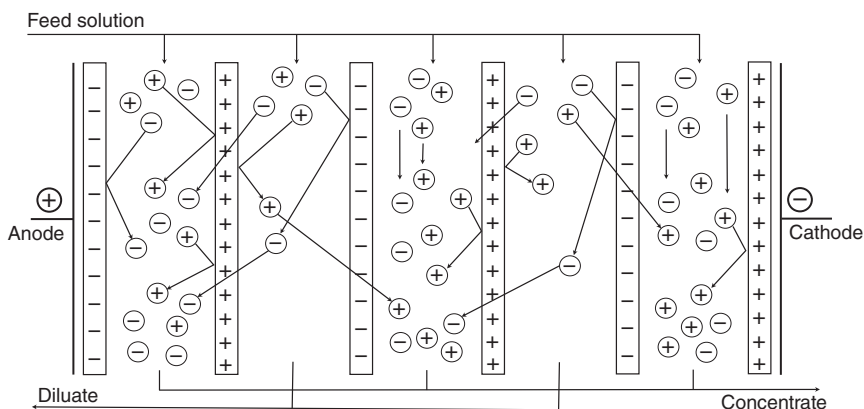 Feed solution
Anode
Cathode
Diluate
Concentrate